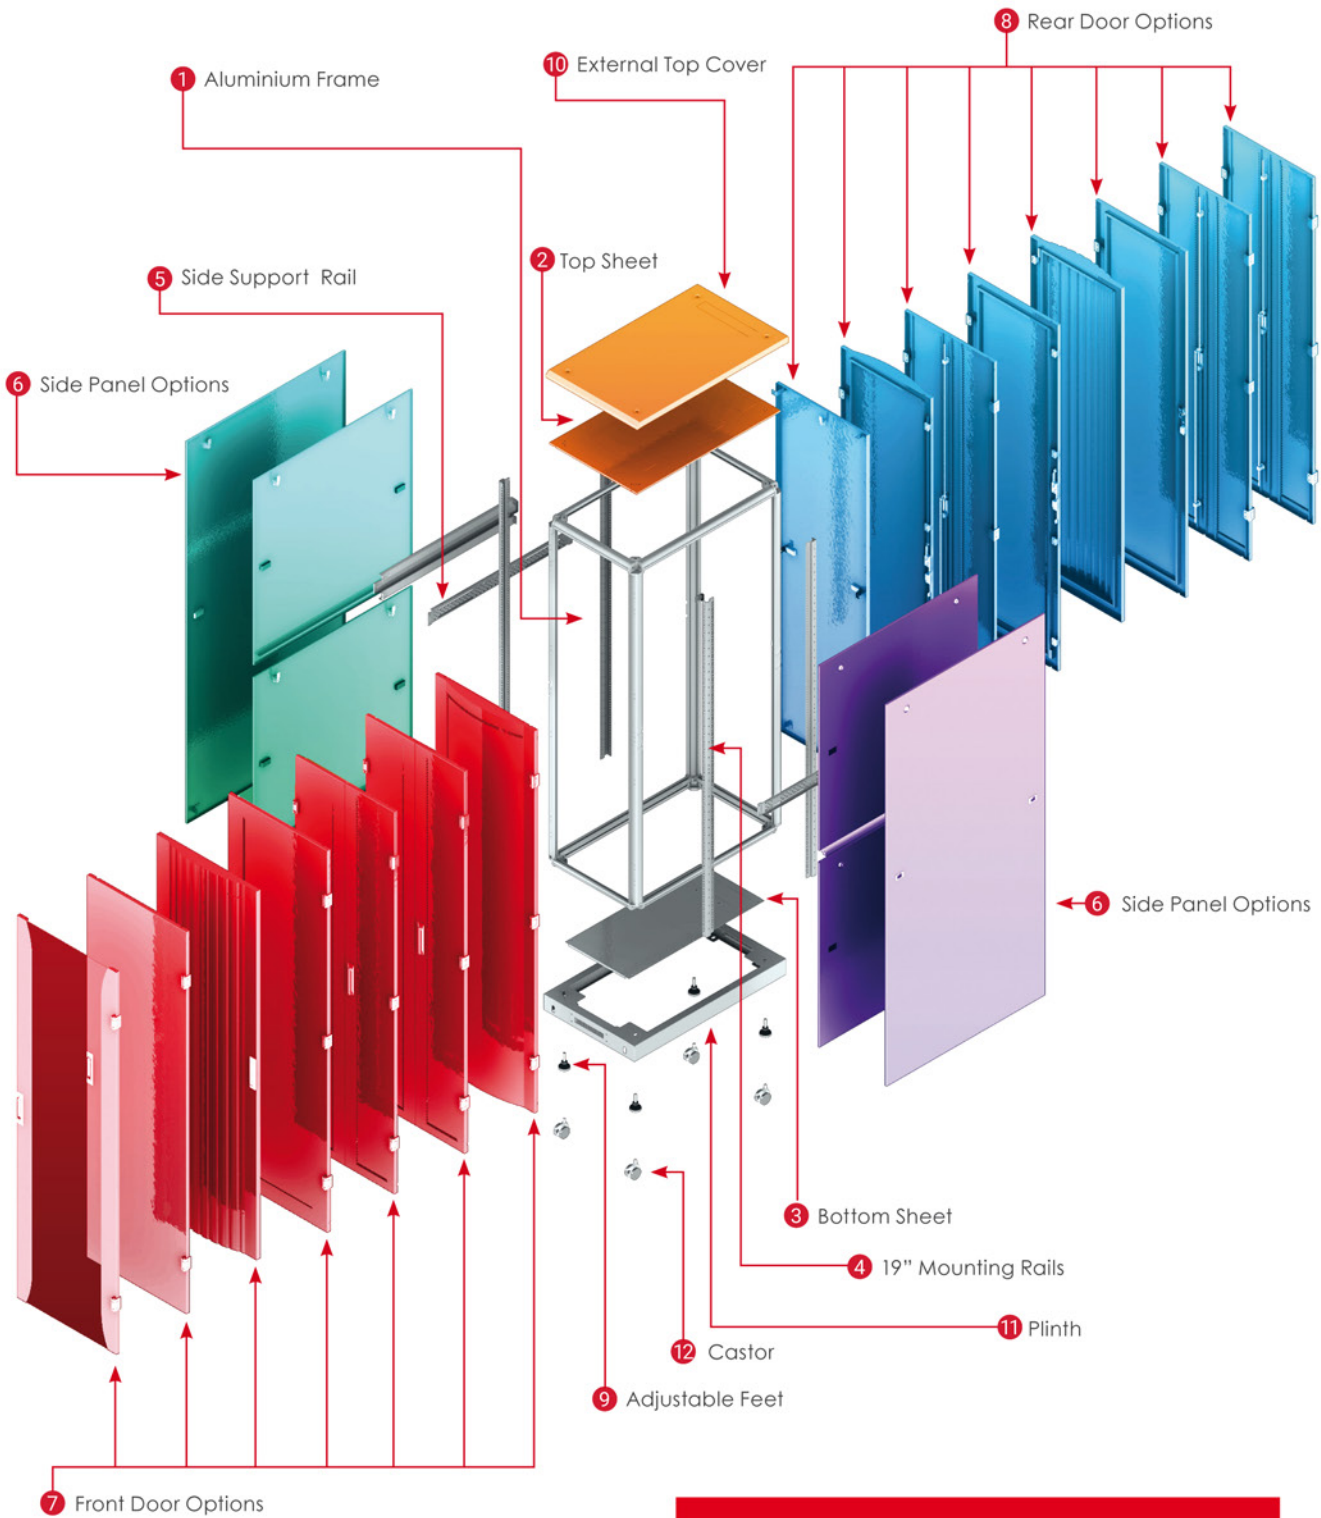 8 Rear Door Options
10 External Top Cover
1 Aluminium Frame
2 Top Sheet
5 Side Support Rail
6 Side Panel Options
6 Side Panel Options
3 Bottom Sheet
4 19” Mounting Rails
11 Plinth
12 Castor
9 Adjustable Feet
7 Front Door Options